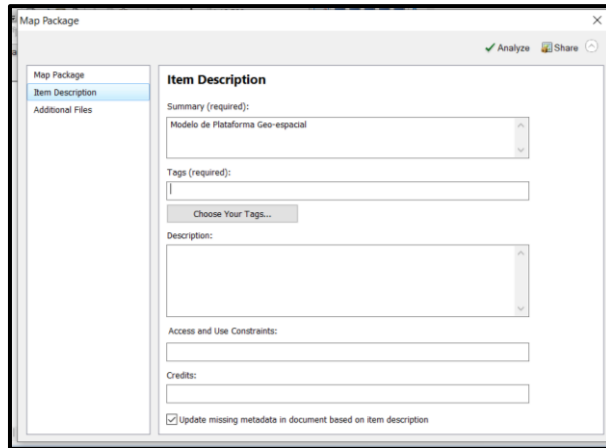 Map Package
Analyze
Share
Map Package
Item Description
Additional Files
Item Description
Summary (required):
Modelo de Plataforma Geo-espacial
Tags (required):
Choose Your Tags...
Description:
Access and Use Constraints:
Credits:
Update missing metadata in document based on item description